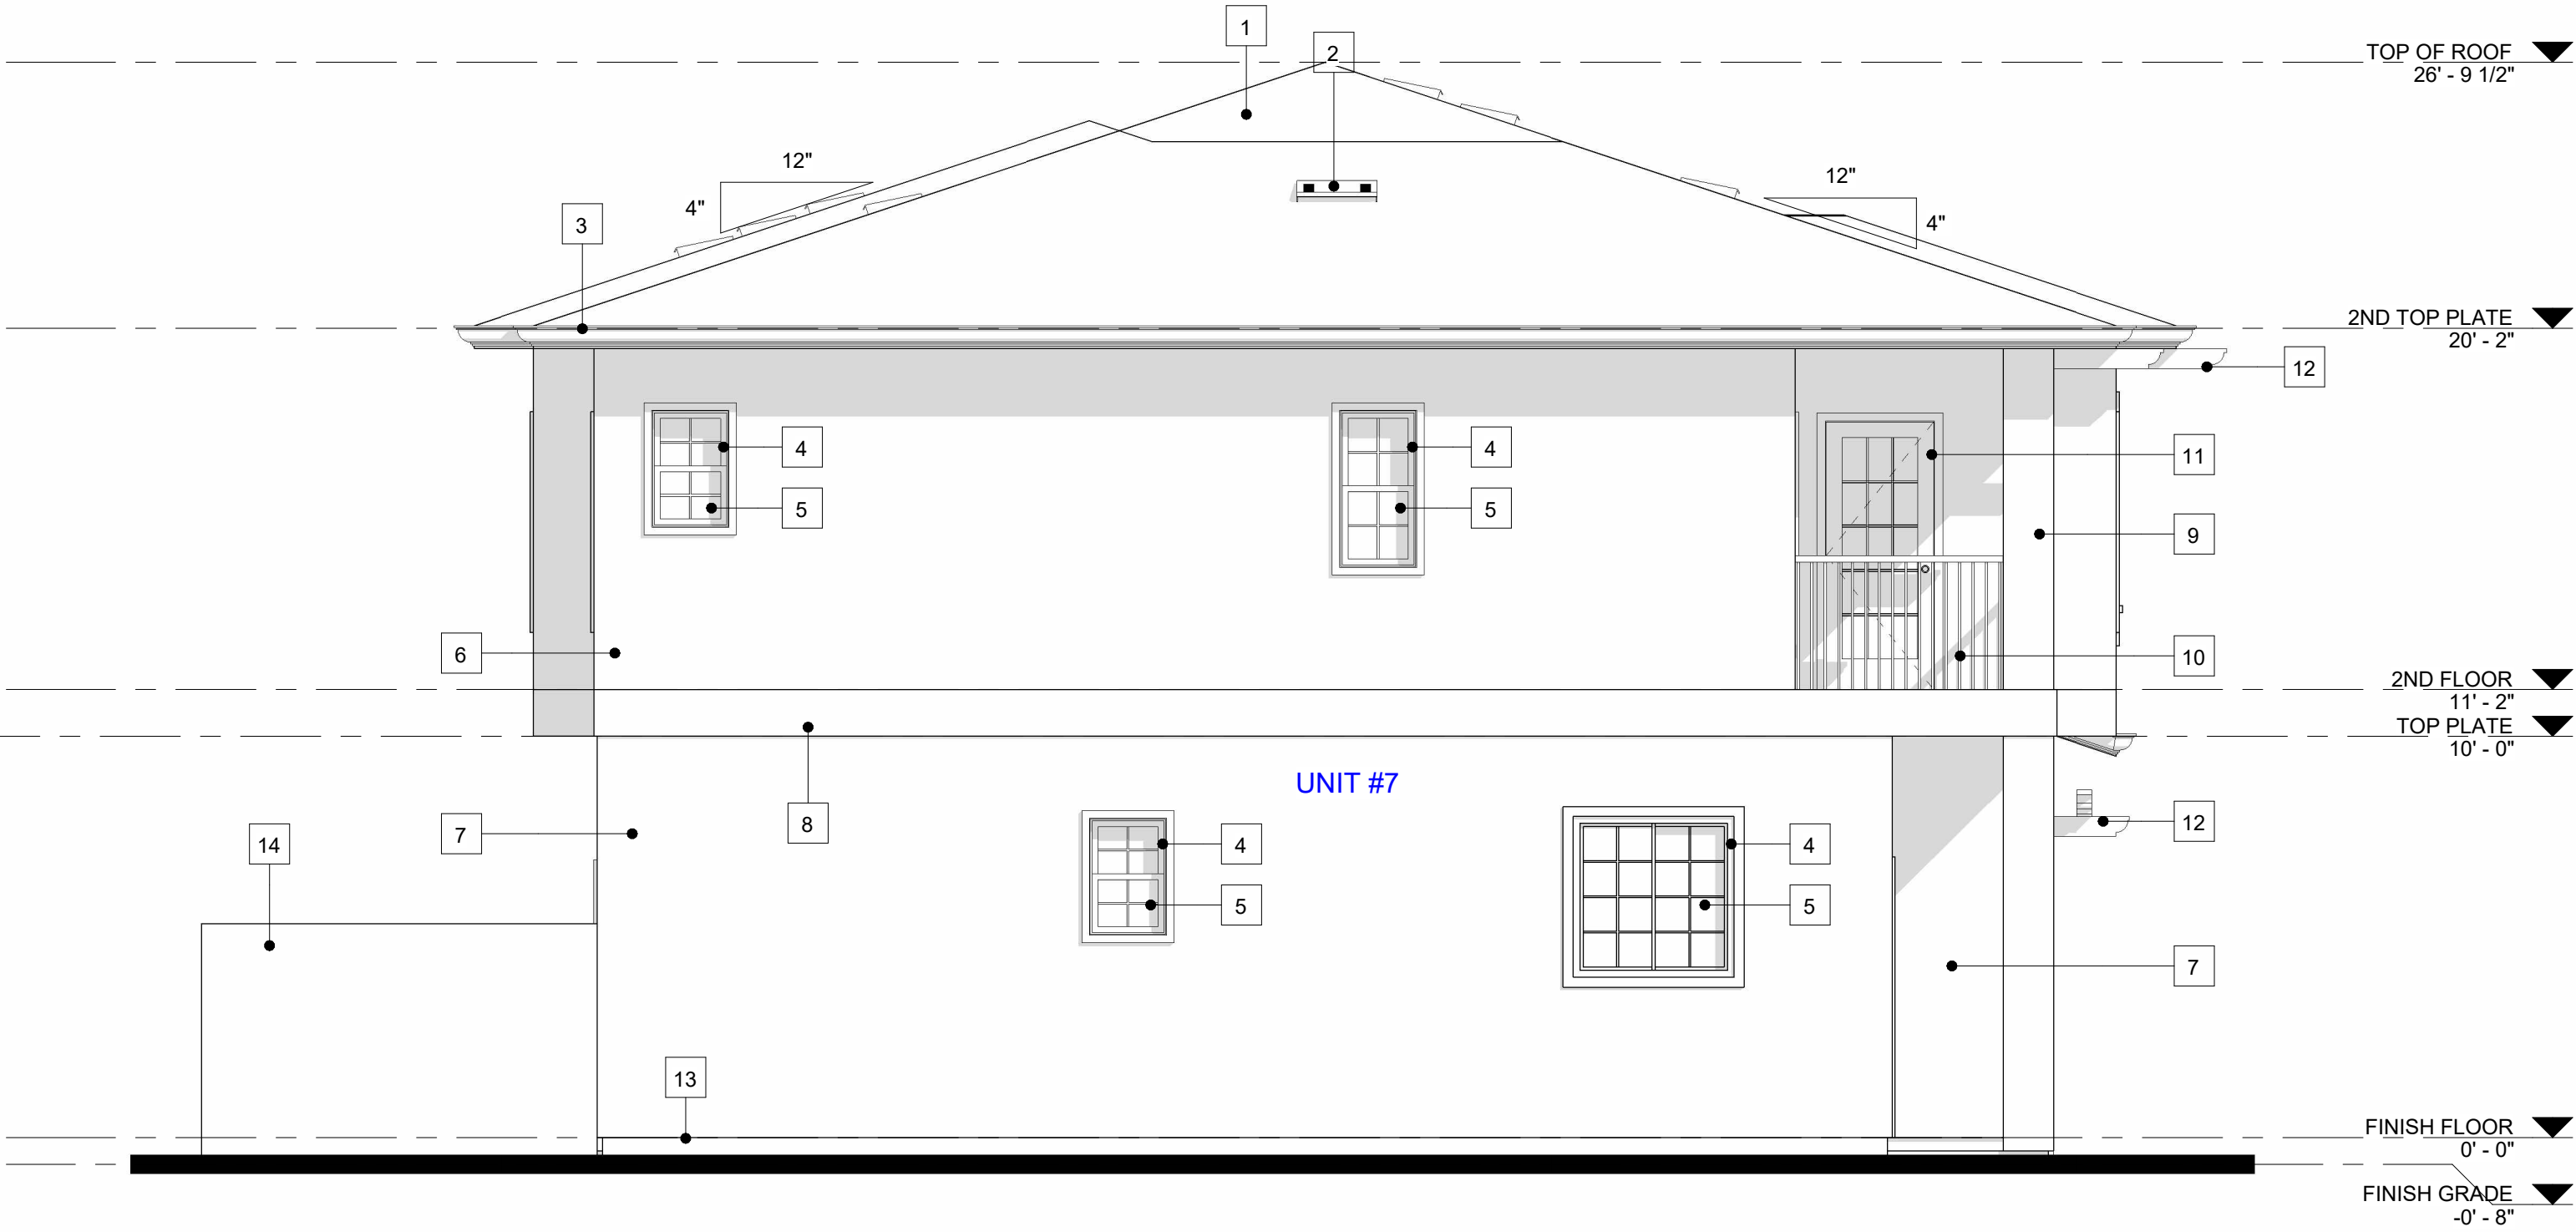 1
2
TOP OF ROOF
26' - 9 1/2"
12"
4"
12"
4"
3
2ND TOP PLATE
20' - 2"
12
4
4
11
5
5
9
6
10
2ND FLOOR
11' - 2"
TOP PLATE
10' - 0"
UNIT #7
7
8
12
14
4
4
5
5
7
13
FINISH FLOOR
0' - 0"
FINISH GRADE
-0' - 8"